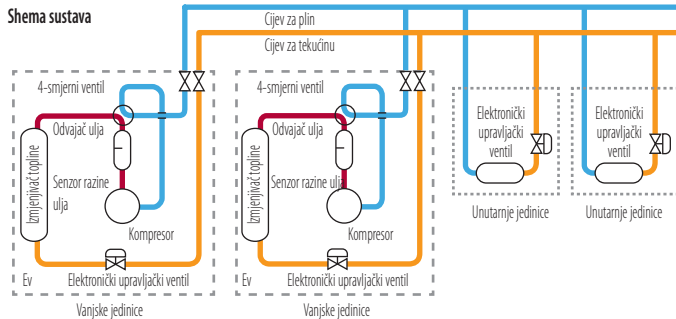 Shema sustava
Cijev za plin
Cijev za tekućinu
4-smjerni ventil
Odvajač ulja
Izmjenjivač topline
Senzor razine
ulja
Kompresor
Ev
Elektronički upravljački ventil
Vanjske jedinice
4-smjerni ventil
Odvajač ulja
Izmjenjivač topline
Senzor razine ulja
Kompresor
Ev
Elektronički upravljački ventil
Vanjske jedinice
Elektronički
upravljački
ventil
Unutarnje jedinice
Elektronički
upravljački
ventil
Unutarnje jedinice